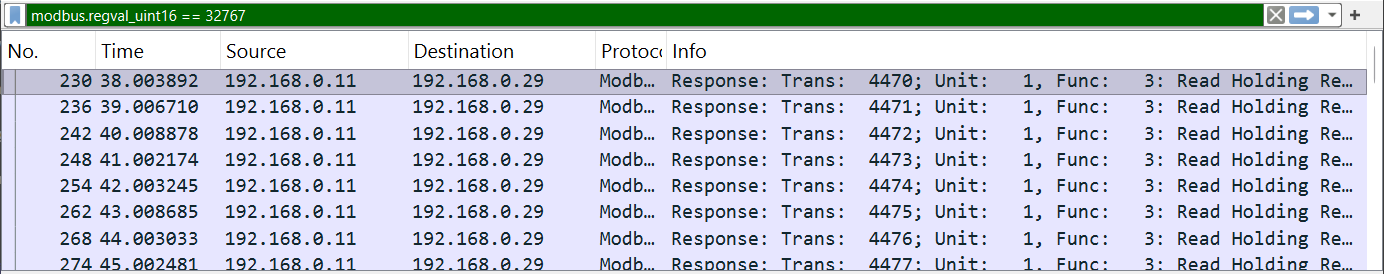 modbus.regval_uint16 == 32767
No. Time Source Destination Protoc Info
230 38.003892 192.168.0.11 192.168.0.29 Modb… Response: Trans: 4470; Unit: 1, Func: 3: Read Holding Re…
236 39.006710 192.168.0.11 192.168.0.29 Modb… Response: Trans: 4471; Unit: 1, Func: 3: Read Holding Re…
242 40.008878 192.168.0.11 192.168.0.29 Modb… Response: Trans: 4472; Unit: 1, Func: 3: Read Holding Re…
248 41.002174 192.168.0.11 192.168.0.29 Modb… Response: Trans: 4473; Unit: 1, Func: 3: Read Holding Re…
254 42.003245 192.168.0.11 192.168.0.29 Modb… Response: Trans: 4474; Unit: 1, Func: 3: Read Holding Re…
262 43.008685 192.168.0.11 192.168.0.29 Modb… Response: Trans: 4475; Unit: 1, Func: 3: Read Holding Re…
268 44.003033 192.168.0.11 192.168.0.29 Modb… Response: Trans: 4476; Unit: 1, Func: 3: Read Holding Re…
274 45.002481 192.168.0.11 192.168.0.29 Modb… Response: Trans: 4477; Unit: 1, Func: 3: Read Holding Re…